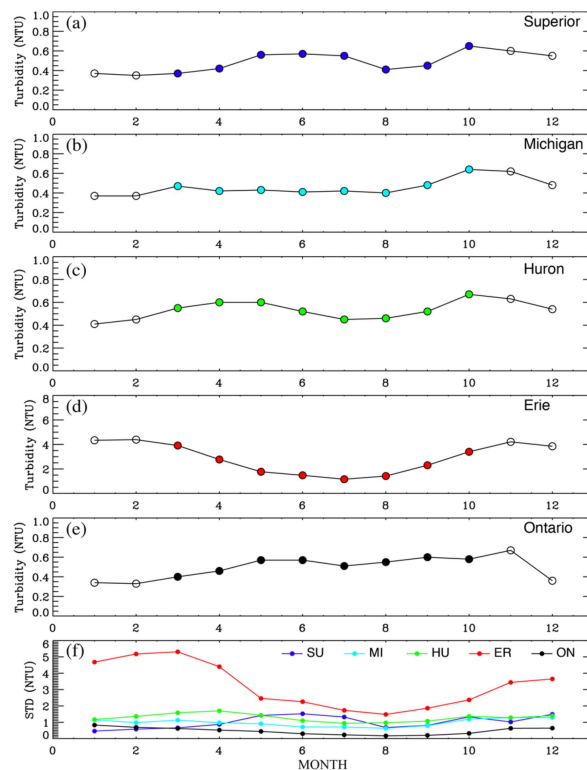 (a) Superior
Turbidity (NTU)
1.0
0.8
0.6
0.4
0.2
0.0
0 2 4 6 8 10 12
(b) Michigan
Turbidity (NTU)
1.0
0.8
0.6
0.4
0.2
0.0
0 2 4 6 8 10 12
(c) Huron
Turbidity (NTU)
1.0
0.8
0.6
0.4
0.2
0.0
0 2 4 6 8 10 12
(d) Erie
Turbidity (NTU)
8
6
4
2
0
0 2 4 6 8 10 12
(e) Ontario
Turbidity (NTU)
1.0
0.8
0.6
0.4
0.2
0.0
0 2 4 6 8 10 12
(f) SU MI HU ER ON
STD (NTU)
6
5
4
3
2
1
0
0 2 4 6 8 10 12
MONTH